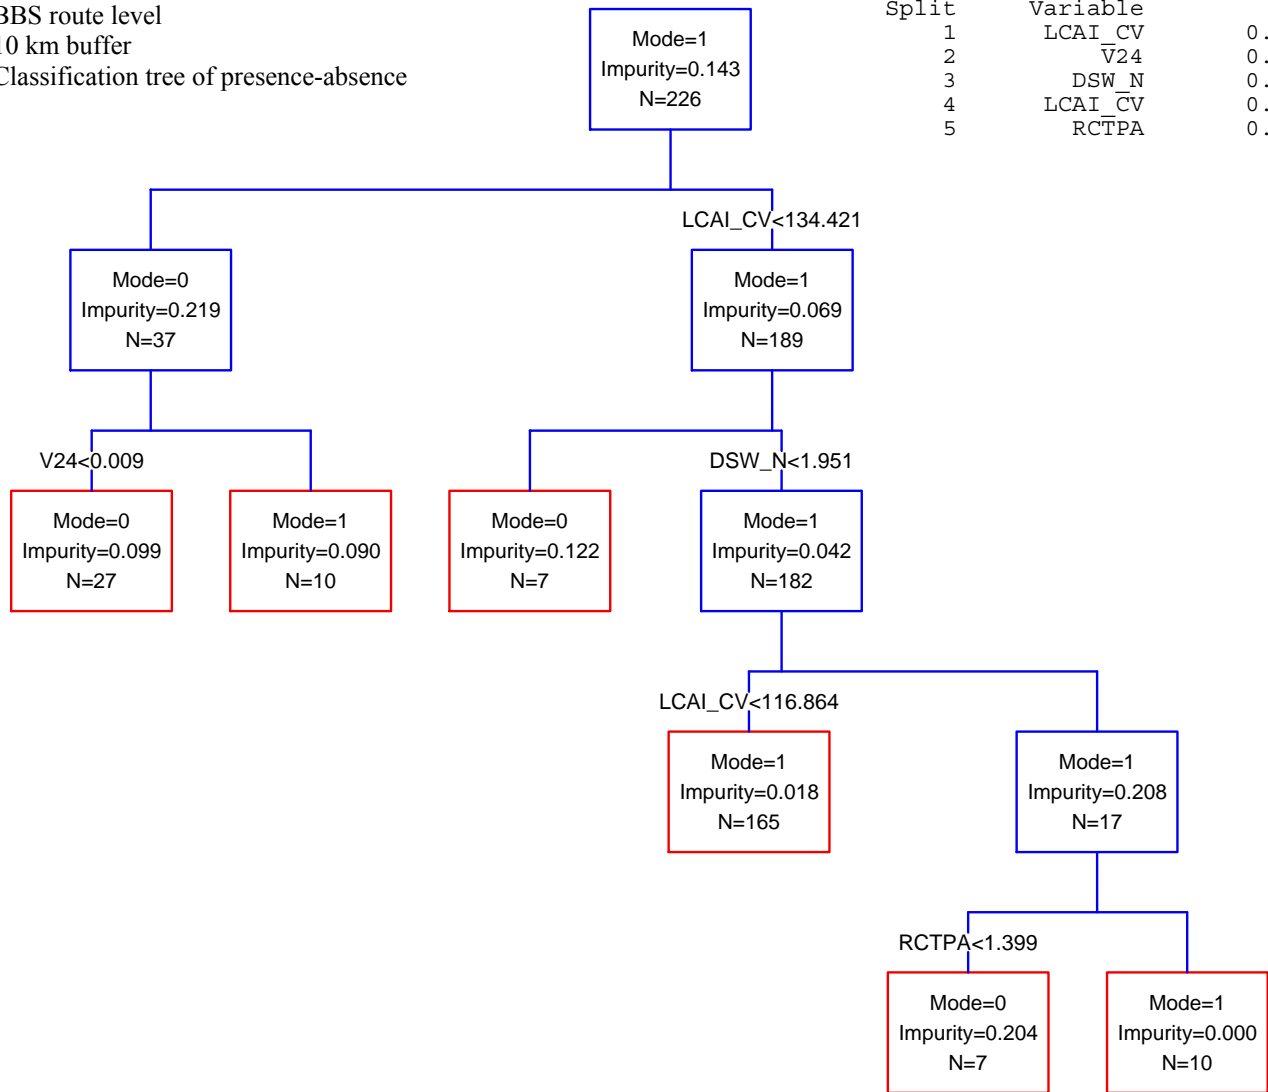 BBS route level
10 km buffer
Classification tree of presence-absence
Split Variable
1 LCAI_CV 0.
2 V24 0.
3 DSW_N 0.
4 LCAI_CV 0.
5 RCTPA 0.
Mode=1
Impurity=0.143
N=226
LCAI_CV<134.421
Mode=0
Impurity=0.219
N=37
Mode=1
Impurity=0.069
N=189
V24<0.009
DSW_N<1.951
Mode=0
Impurity=0.099
N=27
Mode=1
Impurity=0.090
N=10
Mode=0
Impurity=0.122
N=7
Mode=1
Impurity=0.042
N=182
LCAI_CV<116.864
Mode=1
Impurity=0.018
N=165
Mode=1
Impurity=0.208
N=17
RCTPA<1.399
Mode=0
Impurity=0.204
N=7
Mode=1
Impurity=0.000
N=10